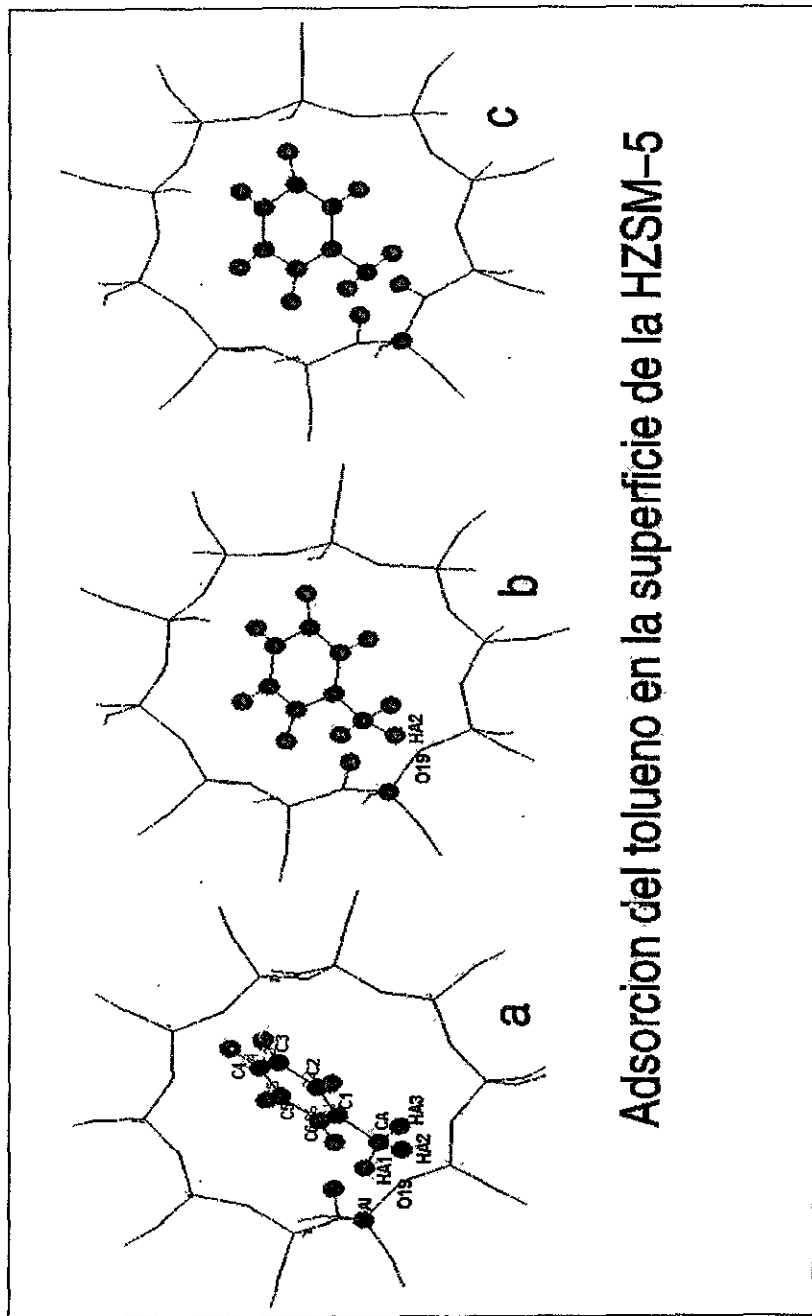 a
C4
C3
C5
C2
C6
C1
CA
HA1
HA3
HA2
Al
O19
b
HA2
O19
c
Adsorcion del tolueno en la superficie de la HZSM-5